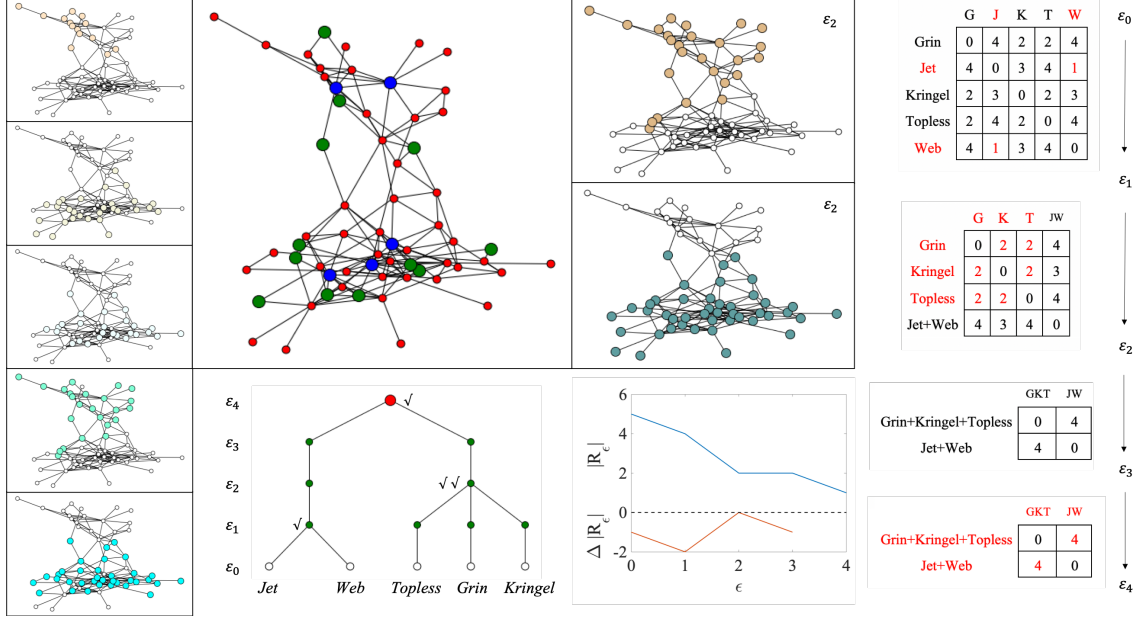 ε₂
ε₂
G J K T W
Grin 0 4 2 2 4
Jet 4 0 3 4 1
Kringel 2 3 0 2 3
Topless 2 4 2 0 4
Web 4 1 3 4 0
ε₀
ε₁
G K T JW
Grin 0 2 2 4
Kringel 2 0 2 3
Topless 2 2 0 4
Jet+Web 4 3 4 0
ε₂
GKT JW
Grin+Kringel+Topless 0 4
Jet+Web 4 0
ε₃
GKT JW
Grin+Kringel+Topless 0 4
Jet+Web 4 0
ε₄
ε₄ √
ε₃
ε₂ √ √
ε₁ √
ε₀
Jet Web Topless Grin Kringel
6
4
2
0
-2
|R_ϵ|
Δ |R_ϵ|
0 1 2 3 4
ϵ